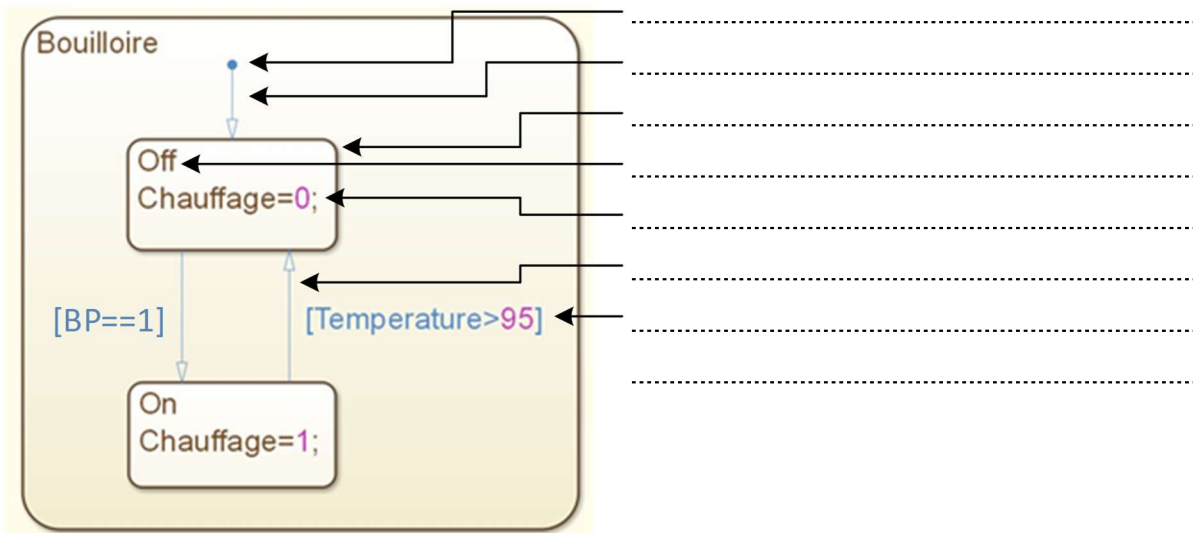 Bouilloire
Off
Chauffage=0;
[BP==1]
[Temperature>95]
On
Chauffage=1;